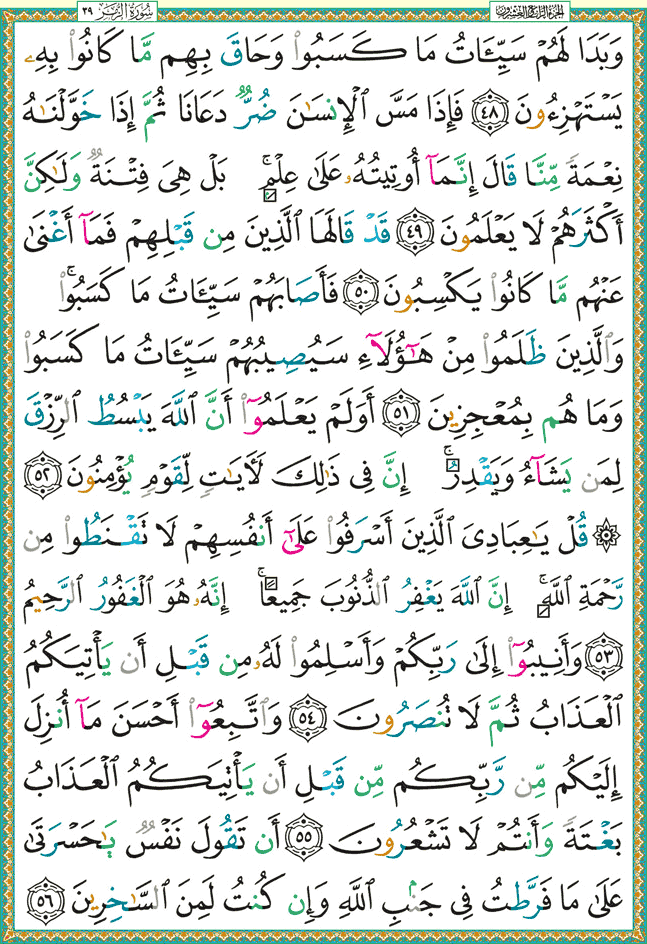 سُورَةُ الزُّمَر ٣٩ الجزء الرابع والعشرون
وَبَدَا لَهُمْ سَيِّـَٔاتُ مَا كَسَبُوا۟ وَحَاقَ بِهِم مَّا كَانُوا۟ بِهِۦ
يَسْتَهْزِءُونَ ٤٨ فَإِذَا مَسَّ ٱلْإِنسَٰنَ ضُرٌّ دَعَانَا ثُمَّ إِذَا خَوَّلْنَٰهُ
نِعْمَةً مِّنَّا قَالَ إِنَّمَآ أُوتِيتُهُۥ عَلَىٰ عِلْمٍۭ ۚ بَلْ هِىَ فِتْنَةٌ وَلَٰكِنَّ
أَكْثَرَهُمْ لَا يَعْلَمُونَ ٤٩ قَدْ قَالَهَا ٱلَّذِينَ مِن قَبْلِهِمْ فَمَآ أَغْنَىٰ
عَنْهُم مَّا كَانُوا۟ يَكْسِبُونَ ٥٠ فَأَصَابَهُمْ سَيِّـَٔاتُ مَا كَسَبُوا۟ ۚ
وَٱلَّذِينَ ظَلَمُوا۟ مِنْ هَٰٓؤُلَآءِ سَيُصِيبُهُمْ سَيِّـَٔاتُ مَا كَسَبُوا۟
وَمَا هُم بِمُعْجِزِينَ ٥١ أَوَلَمْ يَعْلَمُوٓا۟ أَنَّ ٱللَّهَ يَبْسُطُ ٱلرِّزْقَ
لِمَن يَشَآءُ وَيَقْدِرُ ۚ إِنَّ فِى ذَٰلِكَ لَـَٔايَٰتٍ لِّقَوْمٍ يُؤْمِنُونَ ٥٢
۞ قُلْ يَٰعِبَادِىَ ٱلَّذِينَ أَسْرَفُوا۟ عَلَىٰٓ أَنفُسِهِمْ لَا تَقْنَطُوا۟ مِن
رَّحْمَةِ ٱللَّهِ ۚ إِنَّ ٱللَّهَ يَغْفِرُ ٱلذُّنُوبَ جَمِيعًا ۚ إِنَّهُۥ هُوَ ٱلْغَفُورُ ٱلرَّحِيمُ
٥٣ وَأَنِيبُوٓا۟ إِلَىٰ رَبِّكُمْ وَأَسْلِمُوا۟ لَهُۥ مِن قَبْلِ أَن يَأْتِيَكُمُ
ٱلْعَذَابُ ثُمَّ لَا تُنصَرُونَ ٥٤ وَٱتَّبِعُوٓا۟ أَحْسَنَ مَآ أُنزِلَ
إِلَيْكُم مِّن رَّبِّكُم مِّن قَبْلِ أَن يَأْتِيَكُمُ ٱلْعَذَابُ
بَغْتَةً وَأَنتُمْ لَا تَشْعُرُونَ ٥٥ أَن تَقُولَ نَفْسٌ يَٰحَسْرَتَىٰ
عَلَىٰ مَا فَرَّطتُ فِى جَنۢبِ ٱللَّهِ وَإِن كُنتُ لَمِنَ ٱلسَّٰخِرِينَ ٥٦